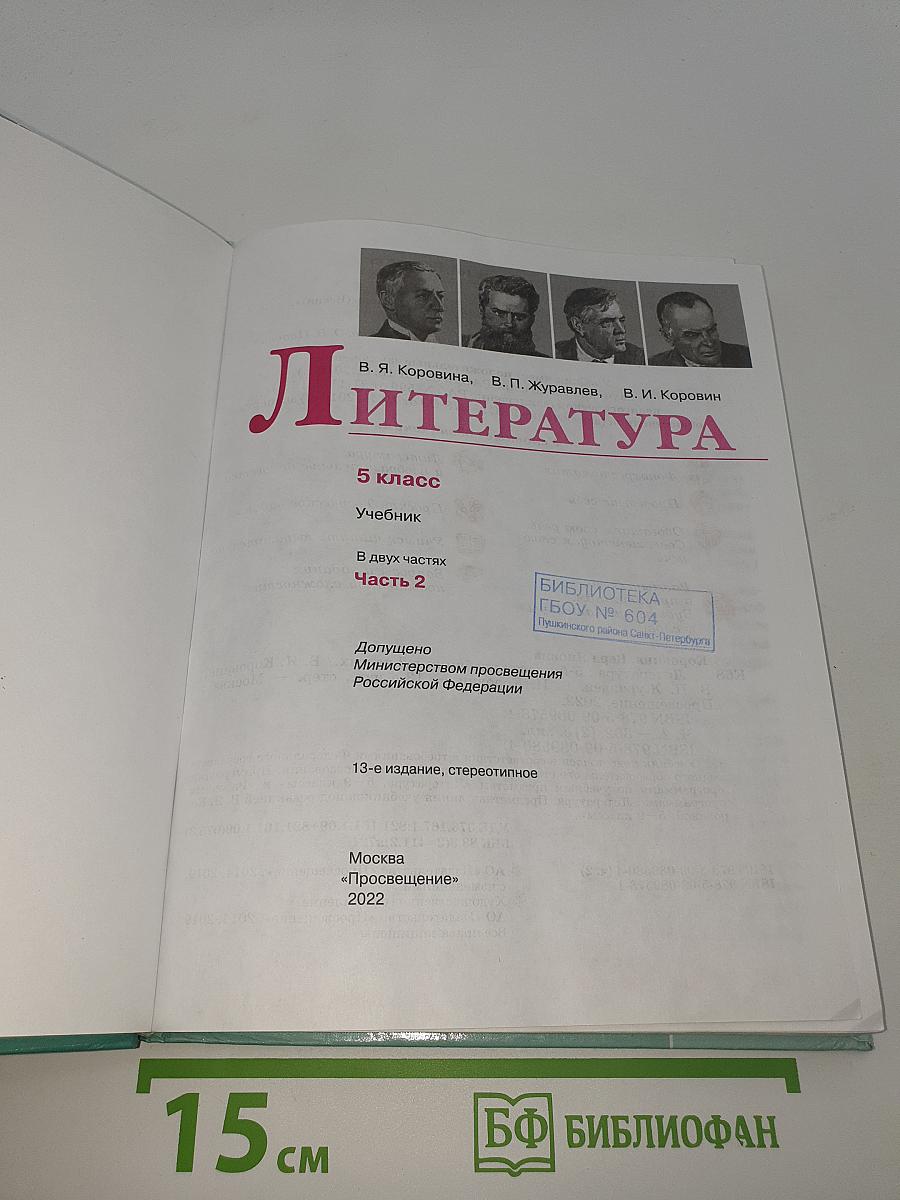 В. Я. Коровина, В. П. Журавлев, В. И. Коровин
ЛИТЕРАТУРА
5 класс
Учебник
В двух частях
Часть 2
БИБЛИОТЕКА
ГБОУ № 604
Пушкинского района Санкт-Петербурга
Допущено
Министерством просвещения
Российской Федерации
13-е издание, стереотипное
Москва
«Просвещение»
2022
15 см
БФ БИБЛИОФАН